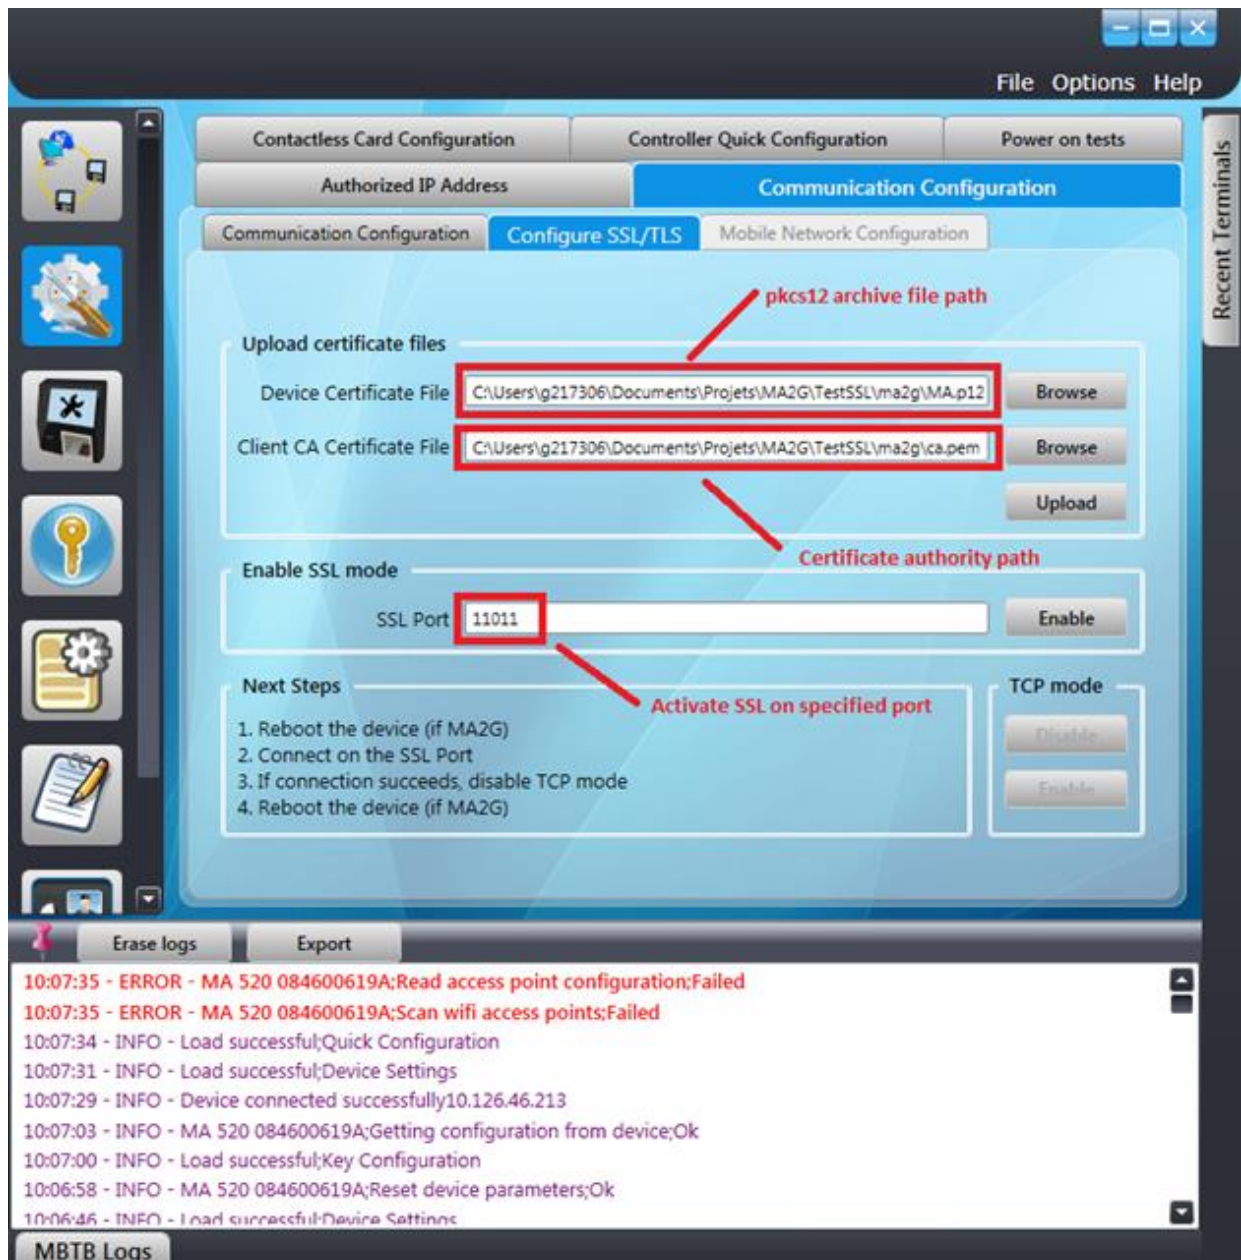 File Options Help
Recent Terminals
Contactless Card Configuration Controller Quick Configuration Power on tests
Authorized IP Address Communication Configuration
Communication Configuration Configure SSL/TLS Mobile Network Configuration
pkcs12 archive file path
Upload certificate files
Device Certificate File C:\Users\g217306\Documents\Projets\MA2G\TestSSL\ma2g\MA.p12 Browse
Client CA Certificate File C:\Users\g217306\Documents\Projets\MA2G\TestSSL\ma2g\ca.pem Browse
Upload
Certificate authority path
Enable SSL mode
SSL Port 11011 Enable
Next Steps TCP mode
Activate SSL on specified port
1. Reboot the device (if MA2G)
2. Connect on the SSL Port Disable
3. If connection succeeds, disable TCP mode
4. Reboot the device (if MA2G) Enable
Erase logs Export
10:07:35 - ERROR - MA 520 084600619A;Read access point configuration;Failed
10:07:35 - ERROR - MA 520 084600619A;Scan wifi access points;Failed
10:07:34 - INFO - Load successful;Quick Configuration
10:07:31 - INFO - Load successful;Device Settings
10:07:29 - INFO - Device connected successfully10.126.46.213
10:07:03 - INFO - MA 520 084600619A;Getting configuration from device;Ok
10:07:00 - INFO - Load successful;Key Configuration
10:06:58 - INFO - MA 520 084600619A;Reset device parameters;Ok
10:06:46 - INFO - Load successful;Device Settings
MBTB Logs